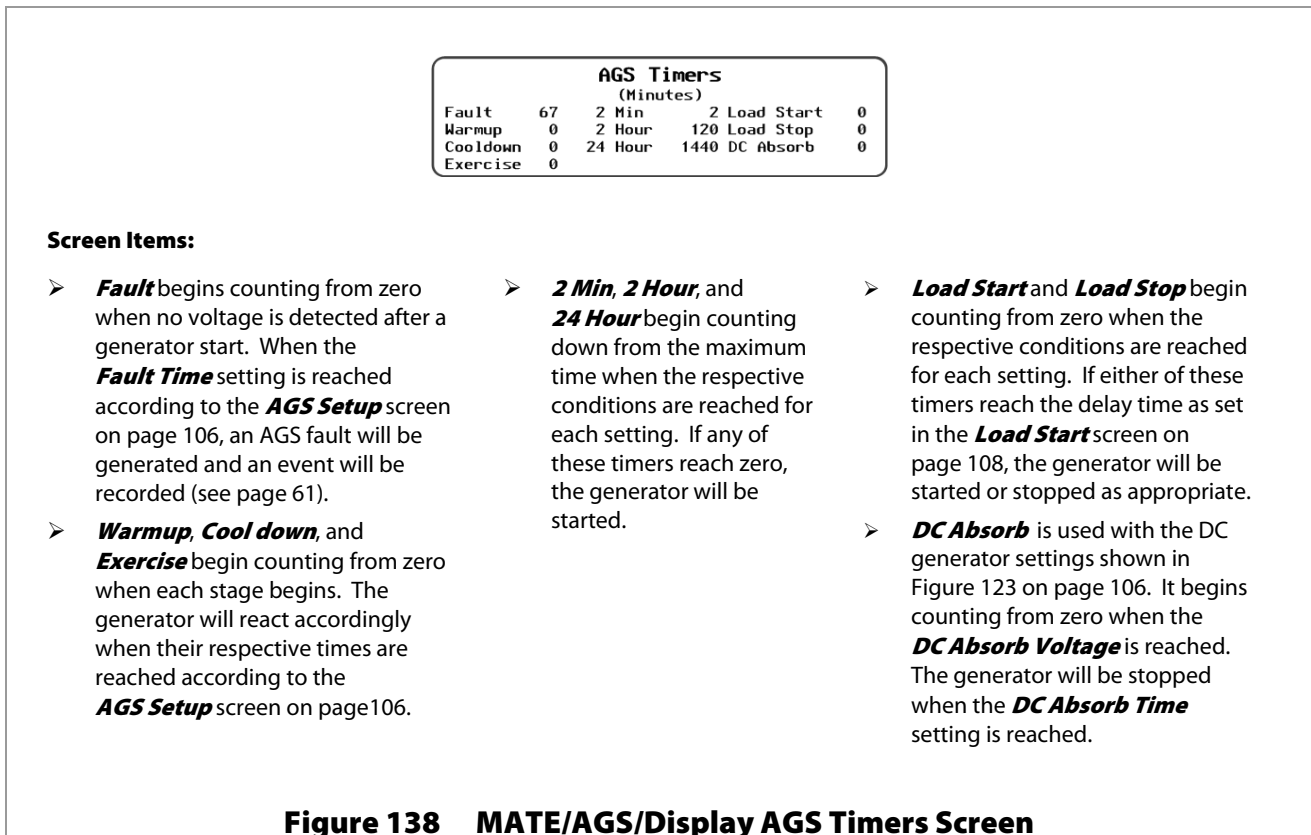 AGS Timers
(Minutes)
Fault 67 2 Min 2 Load Start 0
Warmup 0 2 Hour 120 Load Stop 0
Cooldown 0 24 Hour 1440 DC Absorb 0
Exercise 0
Screen Items:
➢ Fault begins counting from zero
when no voltage is detected after a
generator start. When the
Fault Time setting is reached
according to the AGS Setup screen
on page 106, an AGS fault will be
generated and an event will be
recorded (see page 61).
➢ Warmup, Cool down, and
Exercise begin counting from zero
when each stage begins. The
generator will react accordingly
when their respective times are
reached according to the
AGS Setup screen on page106.
➢ 2 Min, 2 Hour, and
24 Hour begin counting
down from the maximum
time when the respective
conditions are reached for
each setting. If any of
these timers reach zero,
the generator will be
started.
➢ Load Start and Load Stop begin
counting from zero when the
respective conditions are reached
for each setting. If either of these
timers reach the delay time as set
in the Load Start screen on
page 108, the generator will be
started or stopped as appropriate.
➢ DC Absorb is used with the DC
generator settings shown in
Figure 123 on page 106. It begins
counting from zero when the
DC Absorb Voltage is reached.
The generator will be stopped
when the DC Absorb Time
setting is reached.
Figure 138 MATE/AGS/Display AGS Timers Screen